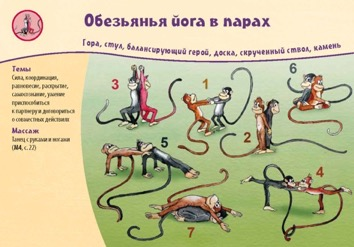 Обезьянья йога в парах
Гора, стул, балансирующий герой, доска, скрученный ствол, камень
Темы
Сила, координация,
равновесие, раскрытие,
самосознание, умение
приспособиться
к партнеру и договориться
о совместных действиях
Массаж
Танец с руками и ногами
(М4, с. 22)
3
1
6
5
2
7
4